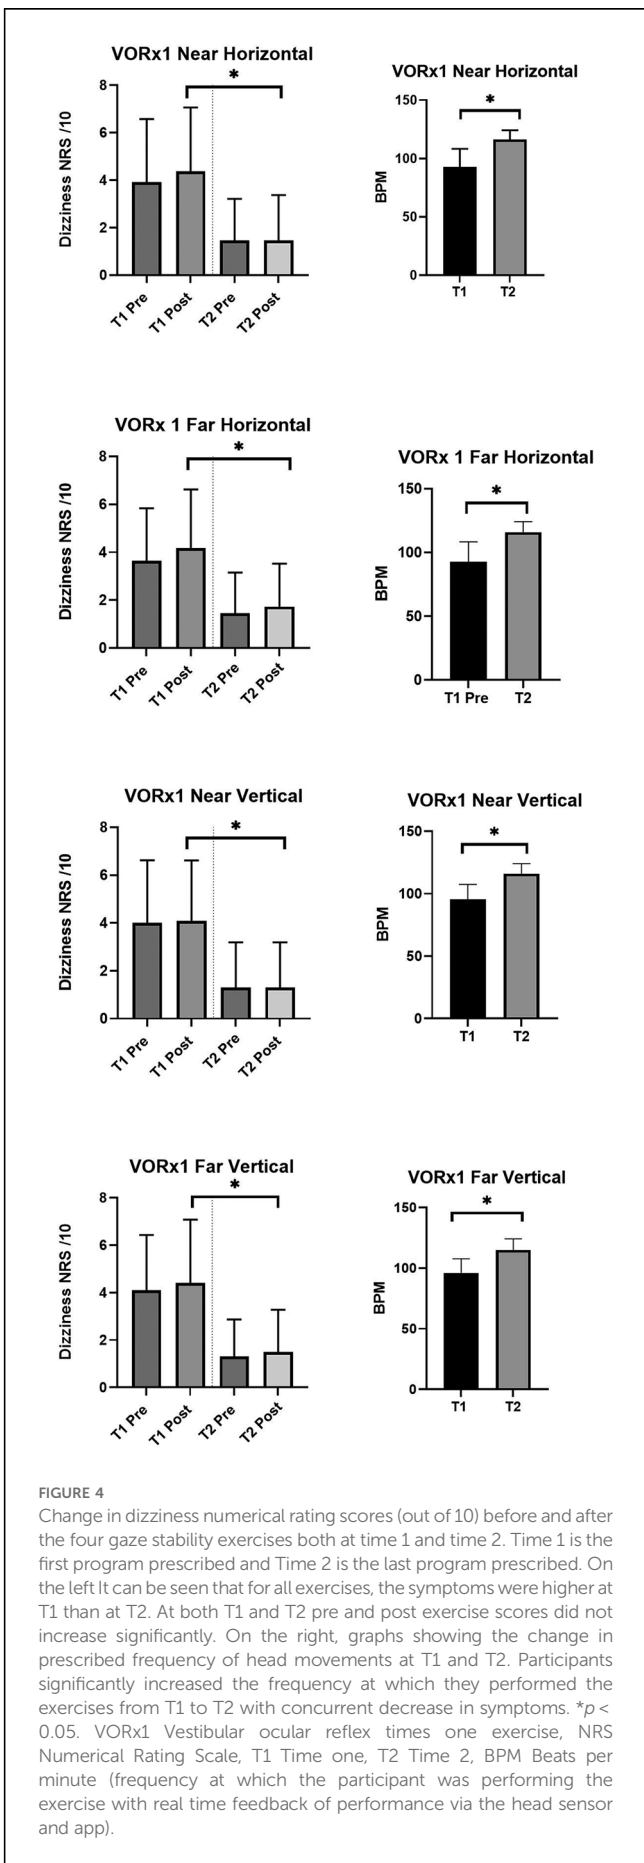 VORx1 Near Horizontal
*
8
6
4
2
0
Dizziness NRS /10
T1 Pre
T1 Post
T2 Pre
T2 Post
VORx1 Near Horizontal
*
150
100
50
0
BPM
T1
T2
VORx 1 Far Horizontal
*
8
6
4
2
0
Dizziness NRS /10
T1 Pre
T1 Post
T2 Pre
T2 Post
VORx 1 Far Horizontal
*
150
100
50
0
BPM
T1 Pre
T2
VORx1 Near Vertical
*
8
6
4
2
0
Dizziness NRS /10
T1 Pre
T1 Post
T2 Pre
T2 Post
VORx1 Near Vertical
*
150
100
50
0
BPM
T1
T2
VORx1 Far Vertical
*
8
6
4
2
0
Dizziness NRS /10
T1 Pre
T1 Post
T2 Pre
T2 Post
VORx1 Far Vertical
*
150
100
50
0
BPM
T1
T2
FIGURE 4
Change in dizziness numerical rating scores (out of 10) before and after
the four gaze stability exercises both at time 1 and time 2. Time 1 is the
first program prescribed and Time 2 is the last program prescribed. On
the left It can be seen that for all exercises, the symptoms were higher at
T1 than at T2. At both T1 and T2 pre and post exercise scores did not
increase significantly. On the right, graphs showing the change in
prescribed frequency of head movements at T1 and T2. Participants
significantly increased the frequency at which they performed the
exercises from T1 to T2 with concurrent decrease in symptoms. *p <
0.05. VORx1 Vestibular ocular reflex times one exercise, NRS
Numerical Rating Scale, T1 Time one, T2 Time 2, BPM Beats per
minute (frequency at which the participant was performing the
exercise with real time feedback of performance via the head sensor
and app).